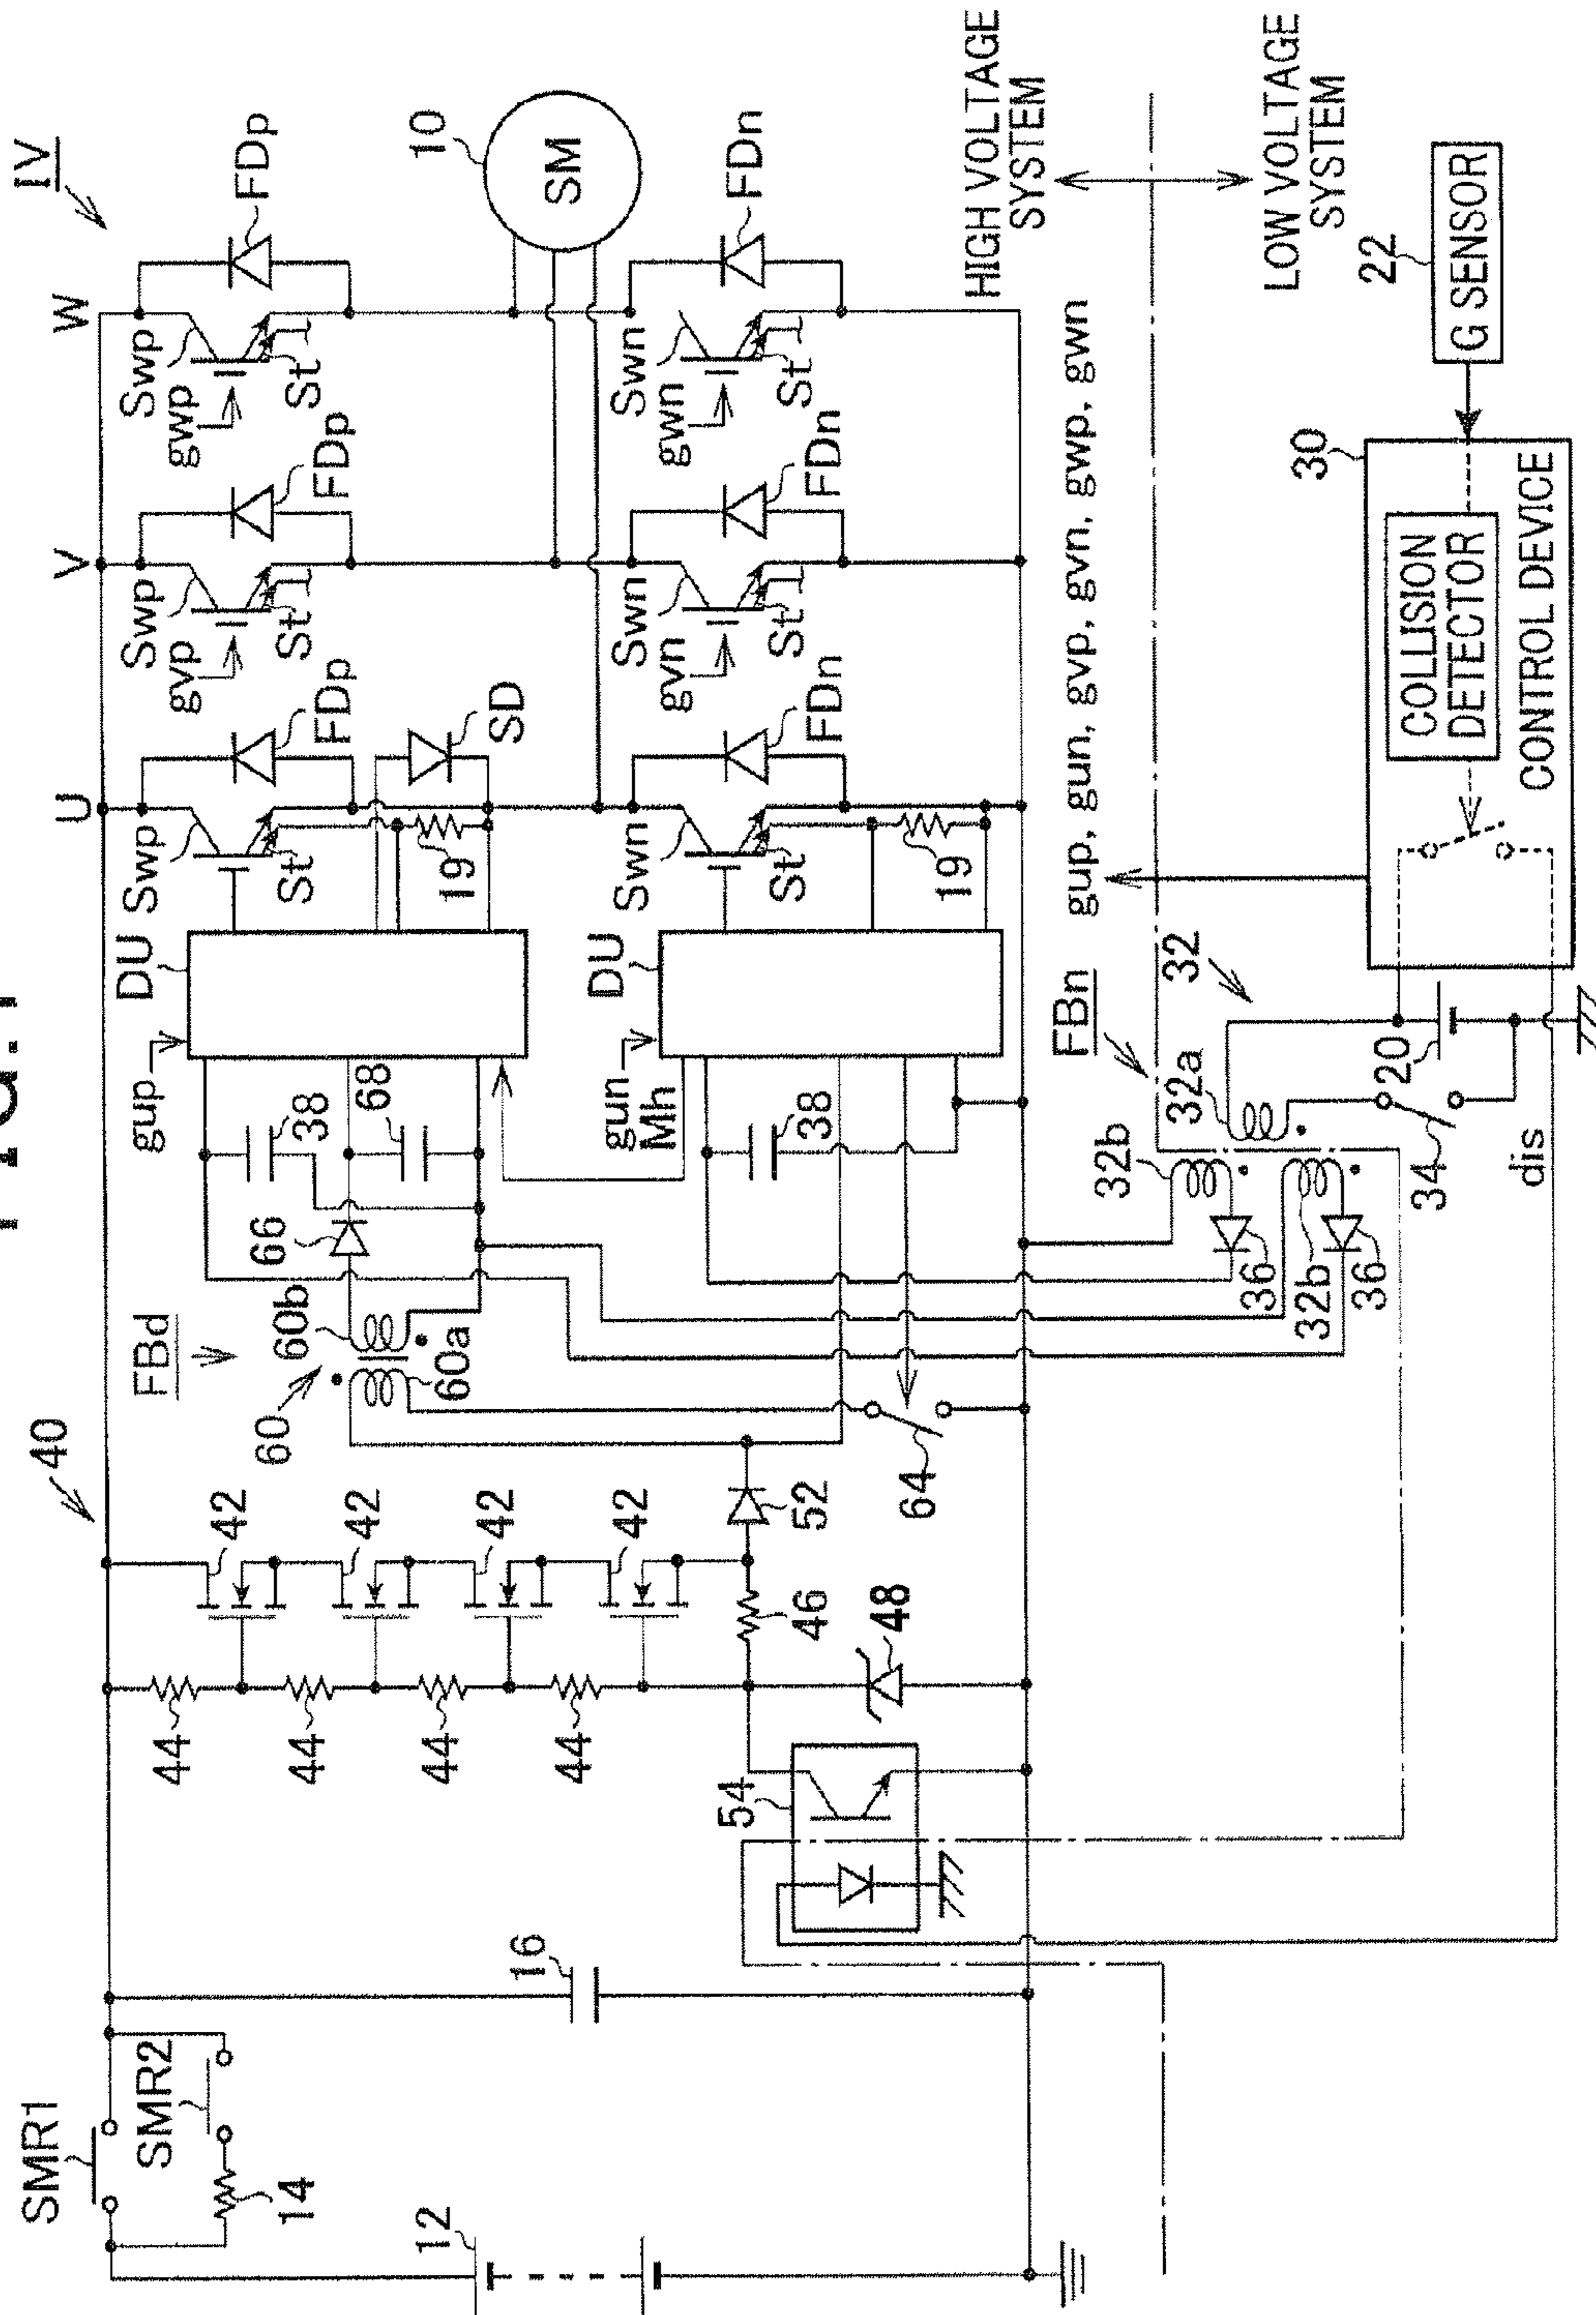 FIG. 1
IV
40
SMR1
SMR2
14
12
16
44
44
44
44
42
42
42
42
46
48
52
54
FBd
60
60b
60a
66
68
38
64
gup
DU
gun
Mh
38
DU
U
V
W
Swp
St
FDp
19
SD
gvp
Swp
St
FDp
gwp
Swp
St
FDp
10
SM
Swn
St
FDn
19
gvn
Swn
St
FDn
gwn
Swn
St
FDn
HIGH VOLTAGE
SYSTEM
LOW VOLTAGE
SYSTEM
gup, gun, gvp, gvn, gwp, gwn
FBn
32
32a
32b
32b
36
36
34
20
dis
30
COLLISION
DETECTOR
CONTROL DEVICE
22
G SENSOR